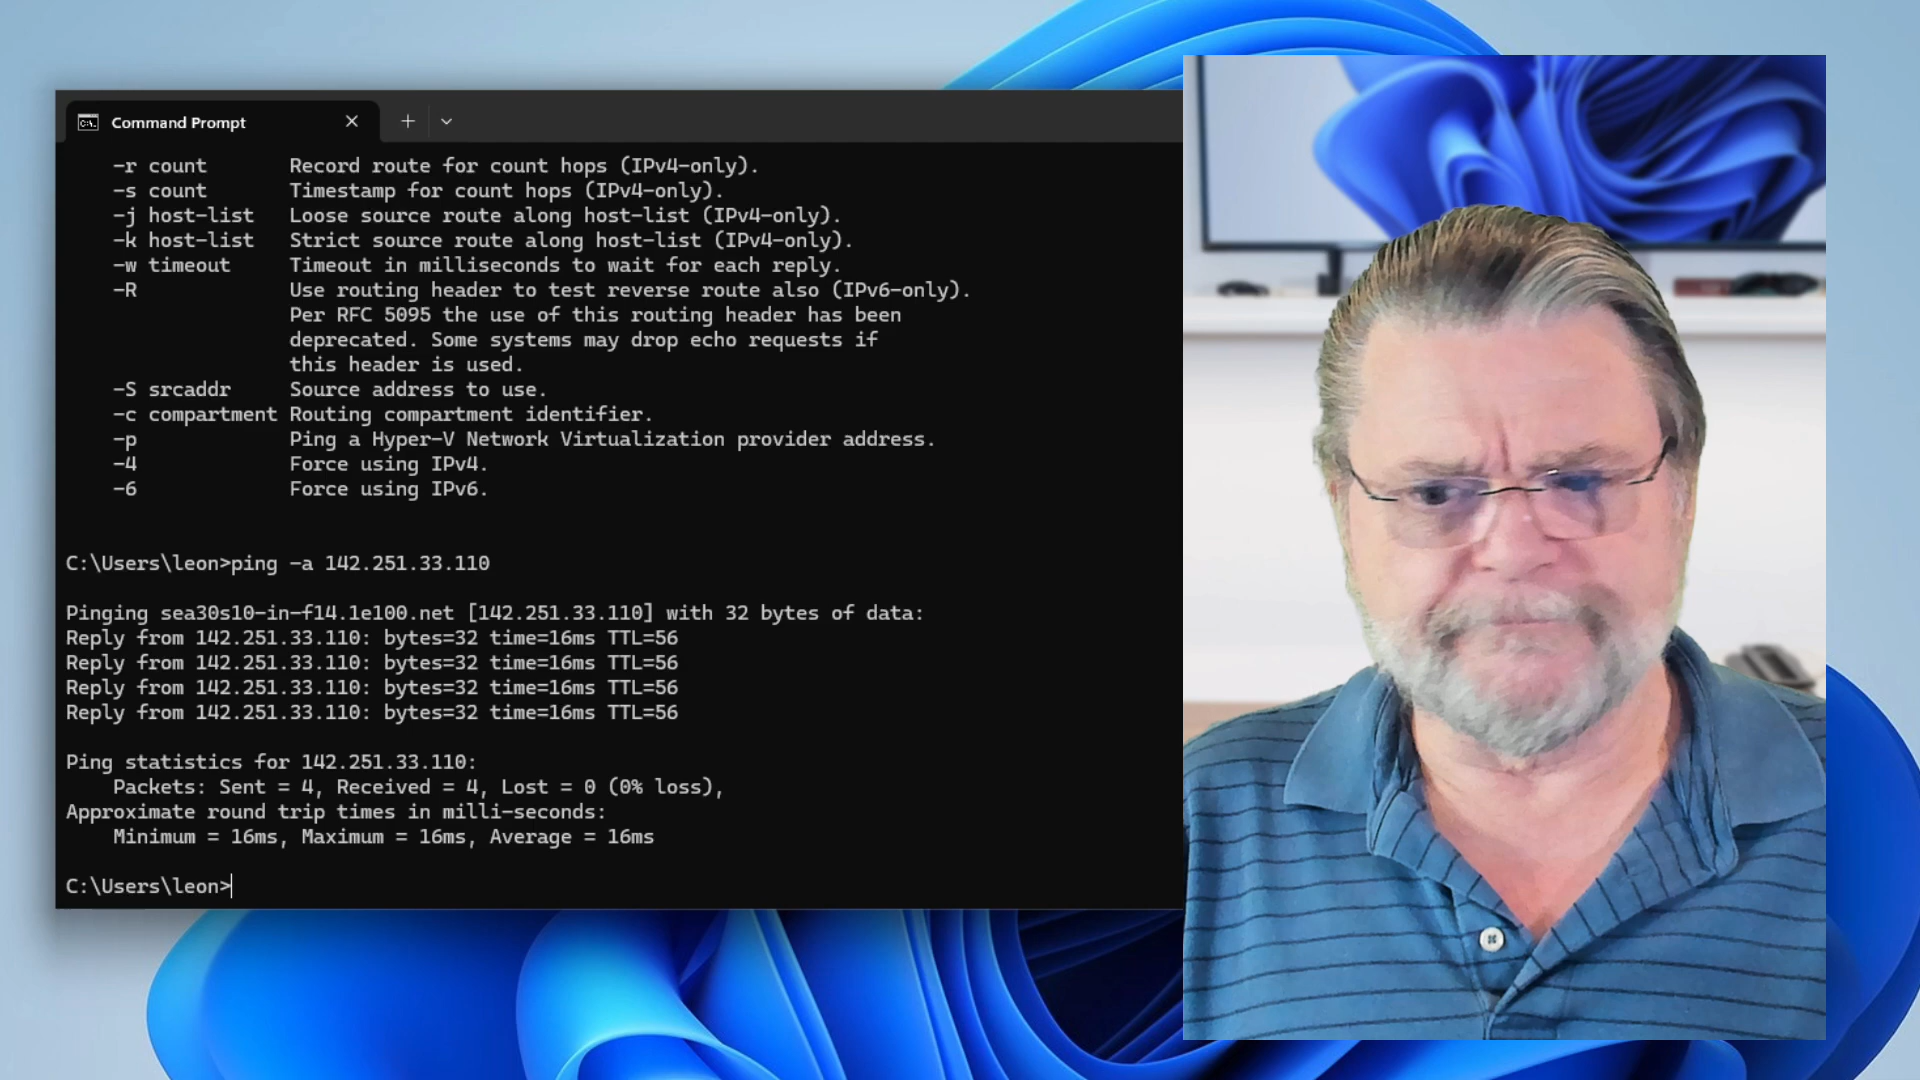 Command Prompt
-r count Record route for count hops (IPv4-only).
-s count Timestamp for count hops (IPv4-only).
-j host-list Loose source route along host-list (IPv4-only).
-k host-list Strict source route along host-list (IPv4-only).
-w timeout Timeout in milliseconds to wait for each reply.
-R Use routing header to test reverse route also (IPv6-only).
Per RFC 5095 the use of this routing header has been
deprecated. Some systems may drop echo requests if
this header is used.
-S srcaddr Source address to use.
-c compartment Routing compartment identifier.
-p Ping a Hyper-V Network Virtualization provider address.
-4 Force using IPv4.
-6 Force using IPv6.
C:\Users\leon>ping -a 142.251.33.110
Pinging sea30s10-in-f14.1e100.net [142.251.33.110] with 32 bytes of data:
Reply from 142.251.33.110: bytes=32 time=16ms TTL=56
Reply from 142.251.33.110: bytes=32 time=16ms TTL=56
Reply from 142.251.33.110: bytes=32 time=16ms TTL=56
Reply from 142.251.33.110: bytes=32 time=16ms TTL=56
Ping statistics for 142.251.33.110:
Packets: Sent = 4, Received = 4, Lost = 0 (0% loss),
Approximate round trip times in milli-seconds:
Minimum = 16ms, Maximum = 16ms, Average = 16ms
C:\Users\leon>